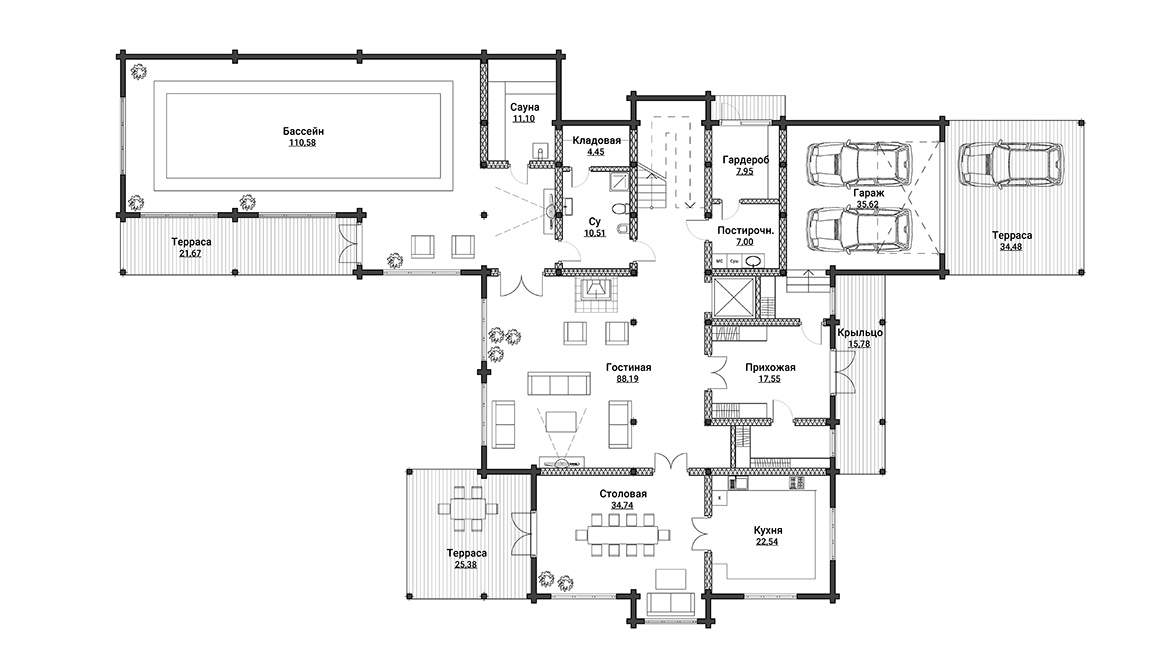 Сауна
11.10
Бассейн
110,58
Кладовая
4.45
Гардероб
7,95
Гараж
35,62
Су
10,51
Постирочн.
7.00
МС
Суш
Терраса
21.67
Терраса
34,48
Крыльцо
15,78
Гостиная
88.19
Прихожая
17,55
Столовая
34,74
X
Кухня
22,54
Терраса
25,38